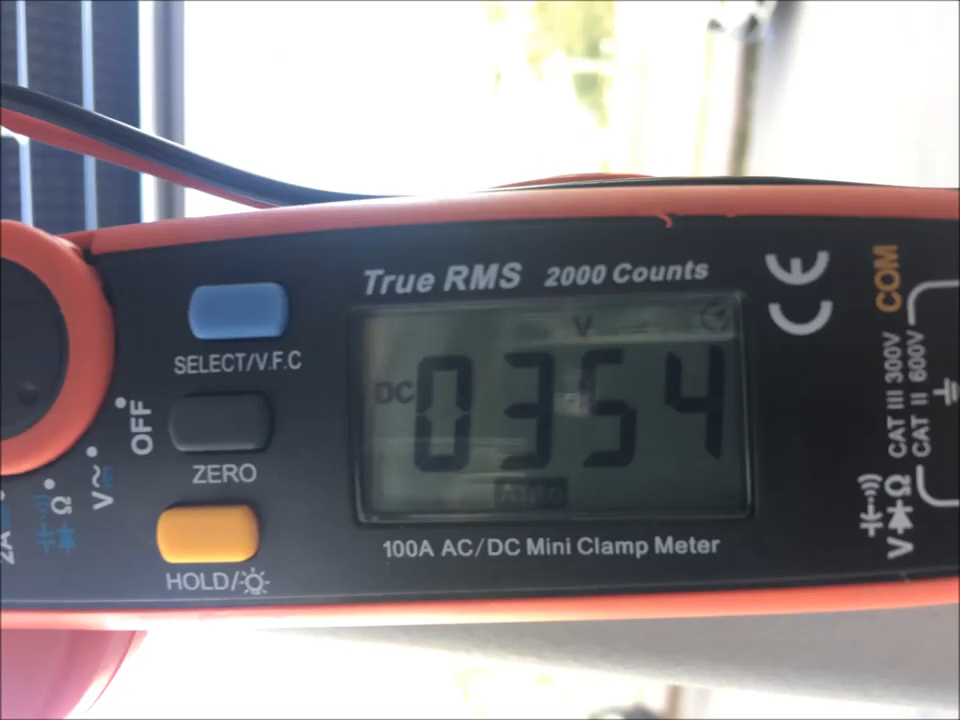 True RMS 2000 Counts
SELECT/V.F.C
ZERO
HOLD/
OFF
V
Ω
V
DC 0354
AUTO
100A AC/DC Mini Clamp Meter
CE
COM
CAT III 300V
CAT II 600V
V Ω